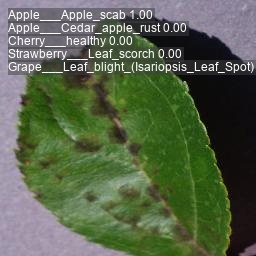 Apple___Apple_scab 1.00
Apple___Cedar_apple_rust 0.00
Cherry___healthy 0.00
Strawberry___Leaf_scorch 0.00
Grape___Leaf_blight_(Isariopsis_Leaf_Spot)